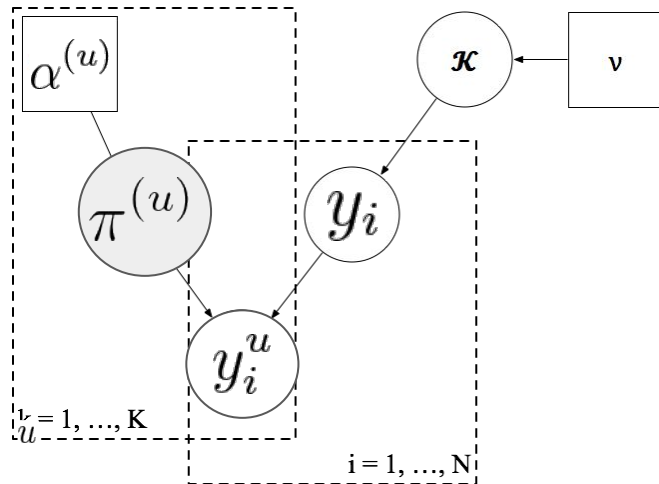 α^(u)
κ
ν
π^(u)
y_i
y_i^u
u = 1, …, K
i = 1, …, N